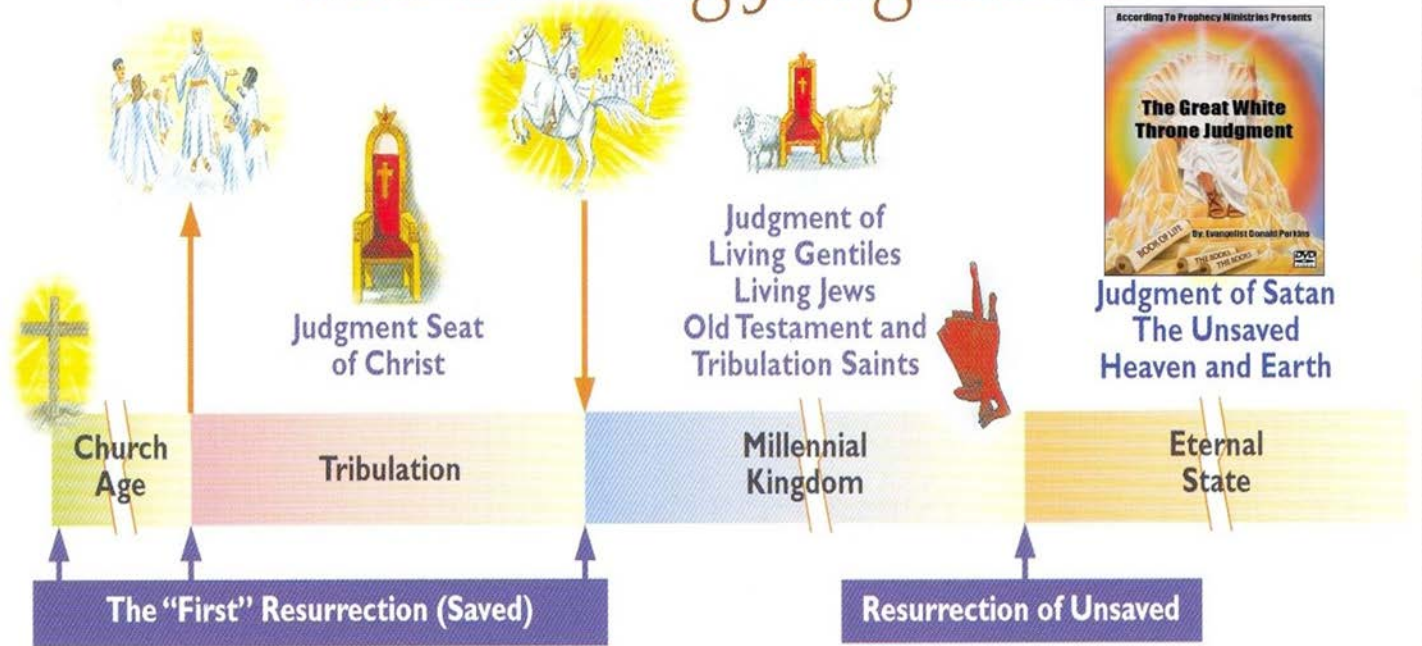 According To Prophecy Ministries Presents
The Great White
Throne Judgment
By: Evangelist Donald Perkins
BOOK OF LIFE
THE BOOKS
THE BOOKS
DVD
Judgment Seat
of Christ
Judgment of
Living Gentiles
Living Jews
Old Testament and
Tribulation Saints
Judgment of Satan
The Unsaved
Heaven and Earth
Church
Age
Tribulation
Millennial
Kingdom
Eternal
State
The “First” Resurrection (Saved)
Resurrection of Unsaved